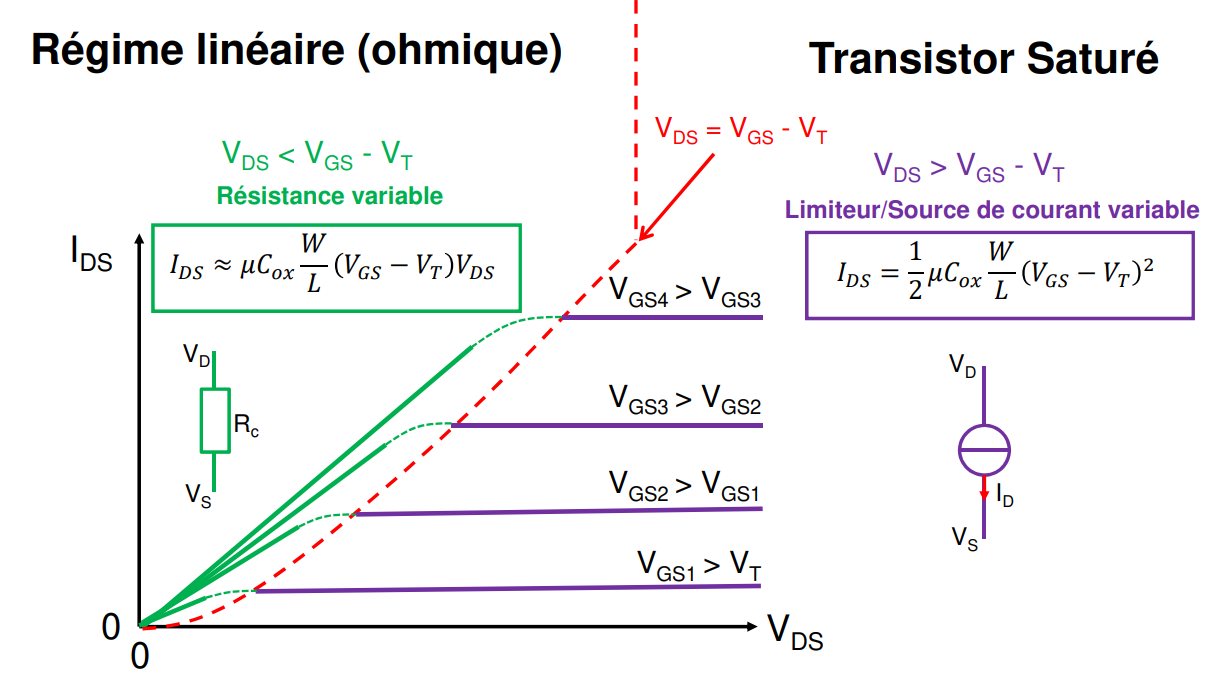 Régime linéaire (ohmique)
Transistor Saturé
V_DS = V_GS - V_T
V_DS < V_GS - V_T
Résistance variable
V_DS > V_GS - V_T
Limiteur/Source de courant variable
I_DS
I_DS ≈ μC_ox W/L (V_GS − V_T)V_DS
I_DS = 1/2 μC_ox W/L (V_GS − V_T)²
V_GS4 > V_GS3
V_D
R_c
V_S
V_GS3 > V_GS2
V_GS2 > V_GS1
V_GS1 > V_T
V_D
I_D
V_S
0
0
V_DS